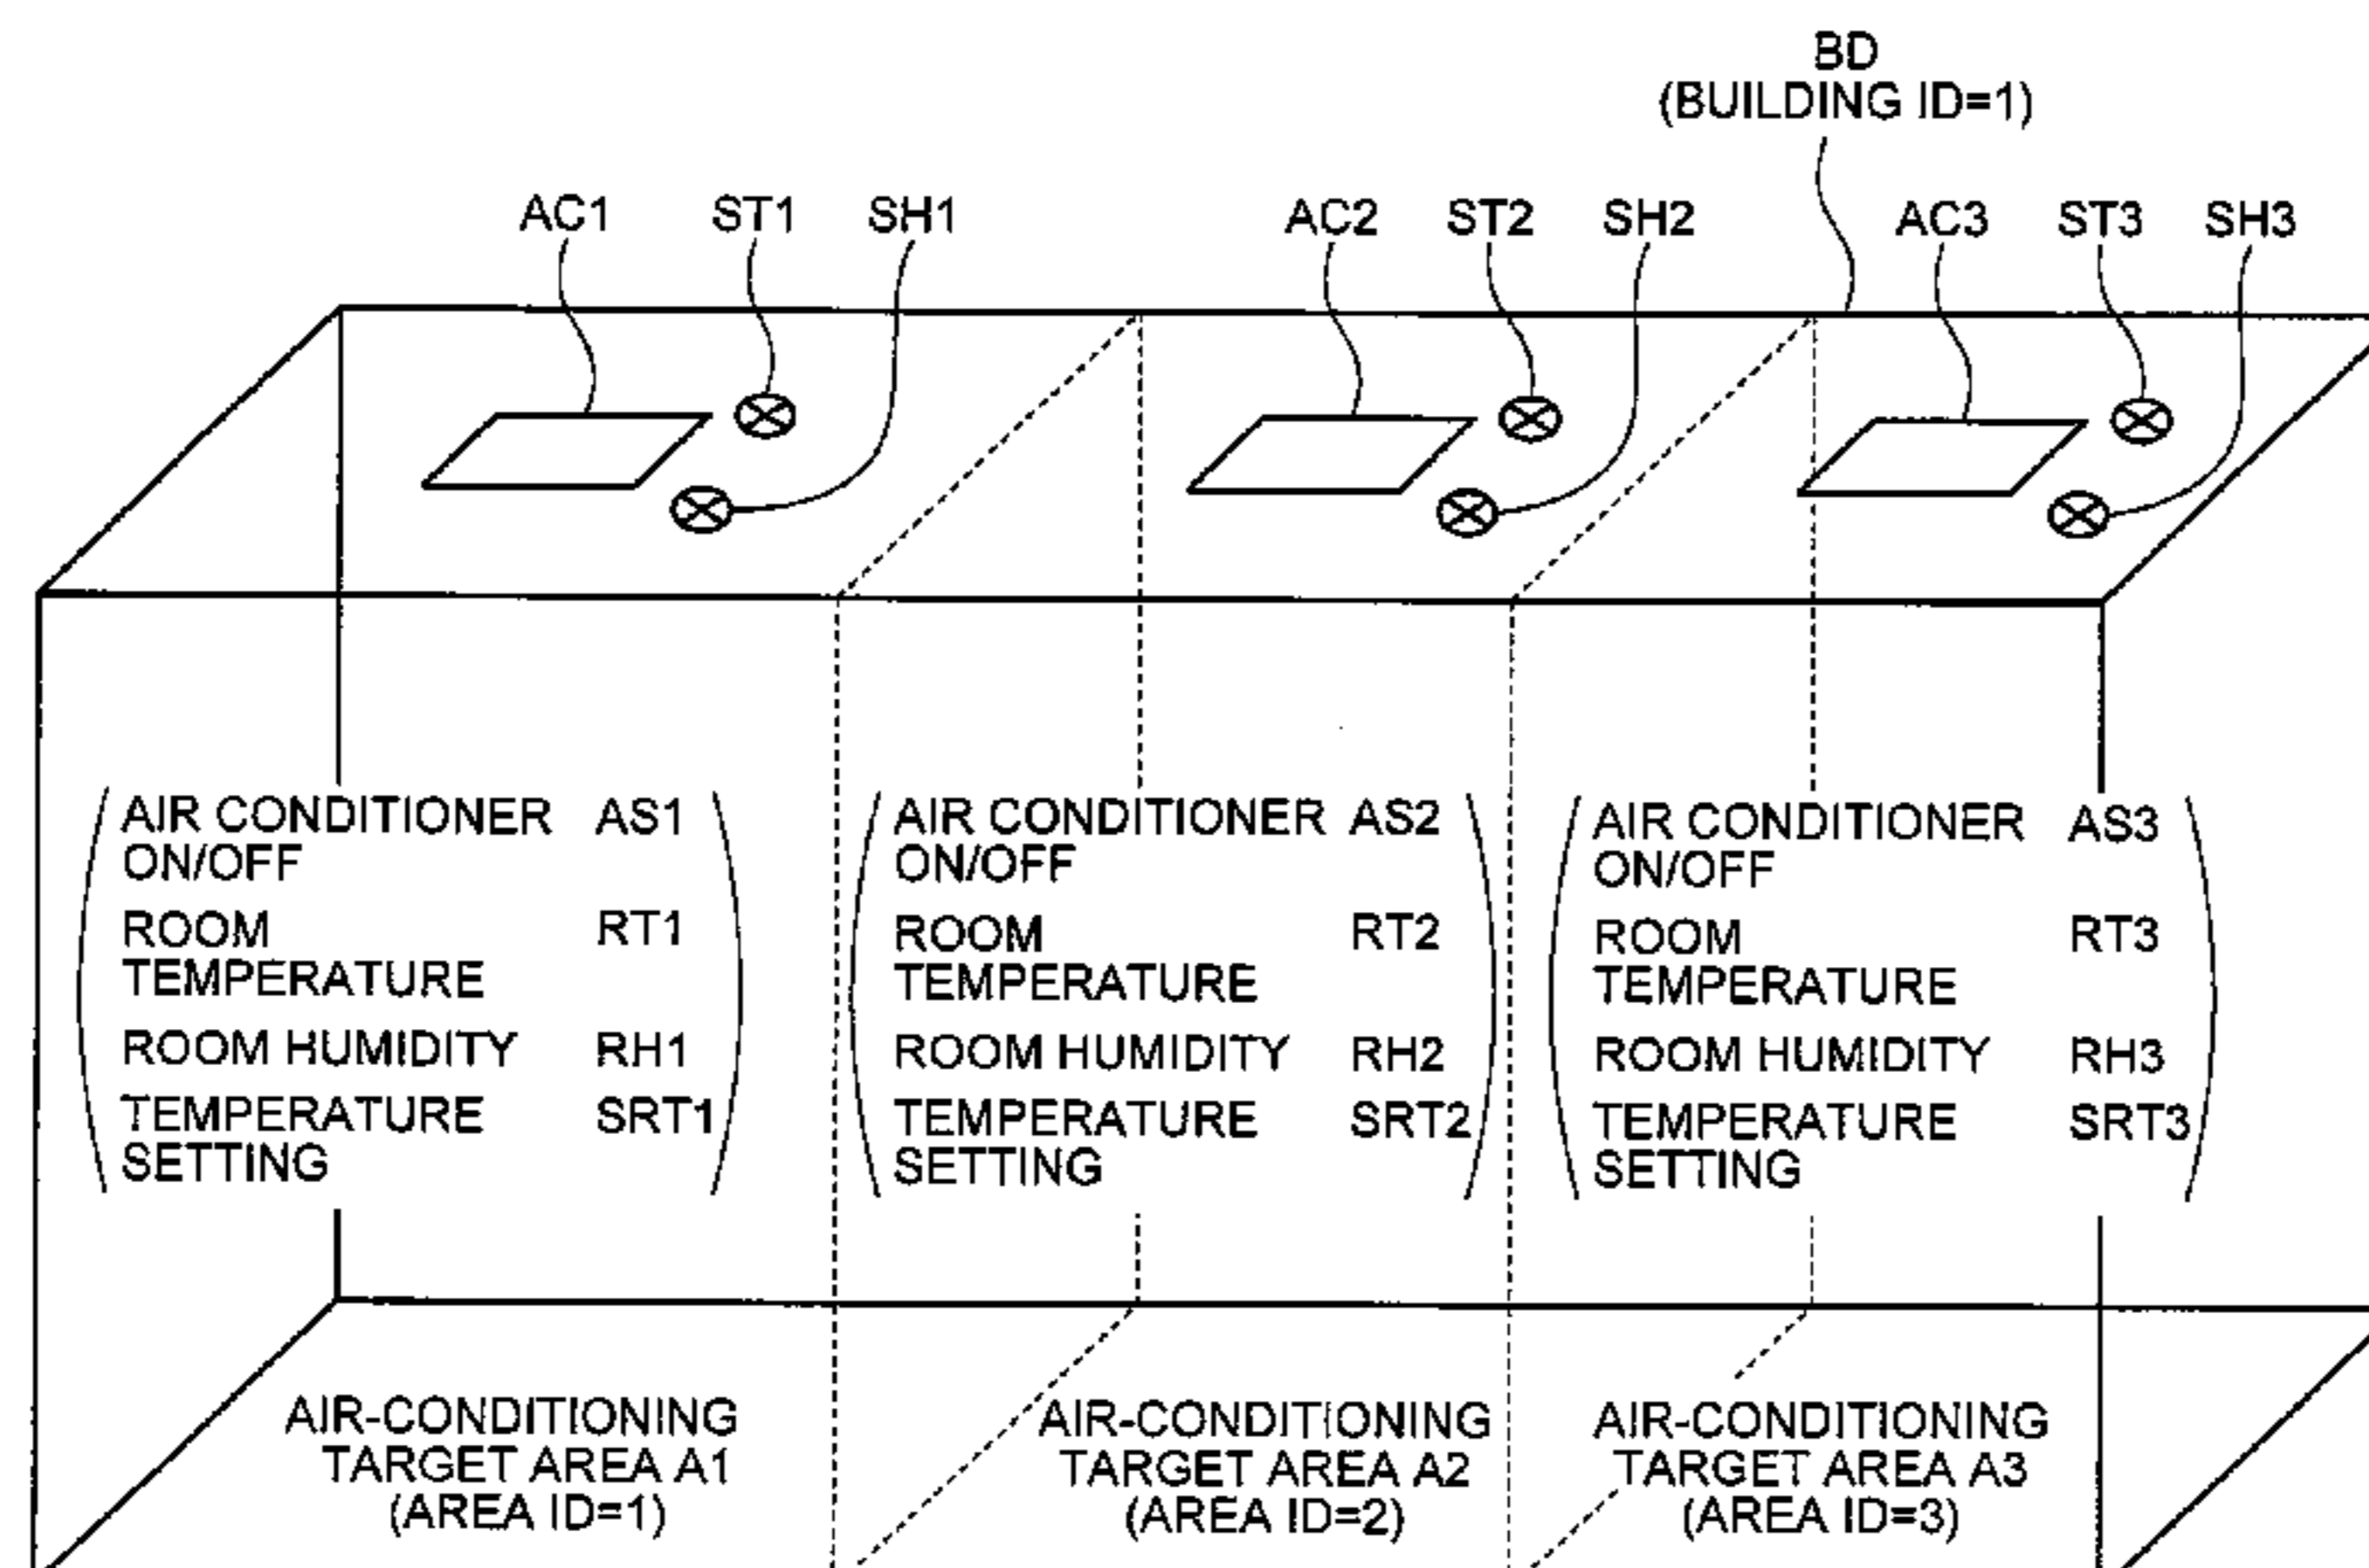 BD
(BUILDING ID=1)
AC1 ST1 SH1 AC2 ST2 SH2 AC3 ST3 SH3
AIR CONDITIONER AS1
ON/OFF
ROOM RT1
TEMPERATURE
ROOM HUMIDITY RH1
TEMPERATURE SRT1
SETTING
AIR CONDITIONER AS2
ON/OFF
ROOM RT2
TEMPERATURE
ROOM HUMIDITY RH2
TEMPERATURE SRT2
SETTING
AIR CONDITIONER AS3
ON/OFF
ROOM RT3
TEMPERATURE
ROOM HUMIDITY RH3
TEMPERATURE SRT3
SETTING
AIR-CONDITIONING
TARGET AREA A1
(AREA ID=1)
AIR-CONDITIONING
TARGET AREA A2
(AREA ID=2)
AIR-CONDITIONING
TARGET AREA A3
(AREA ID=3)